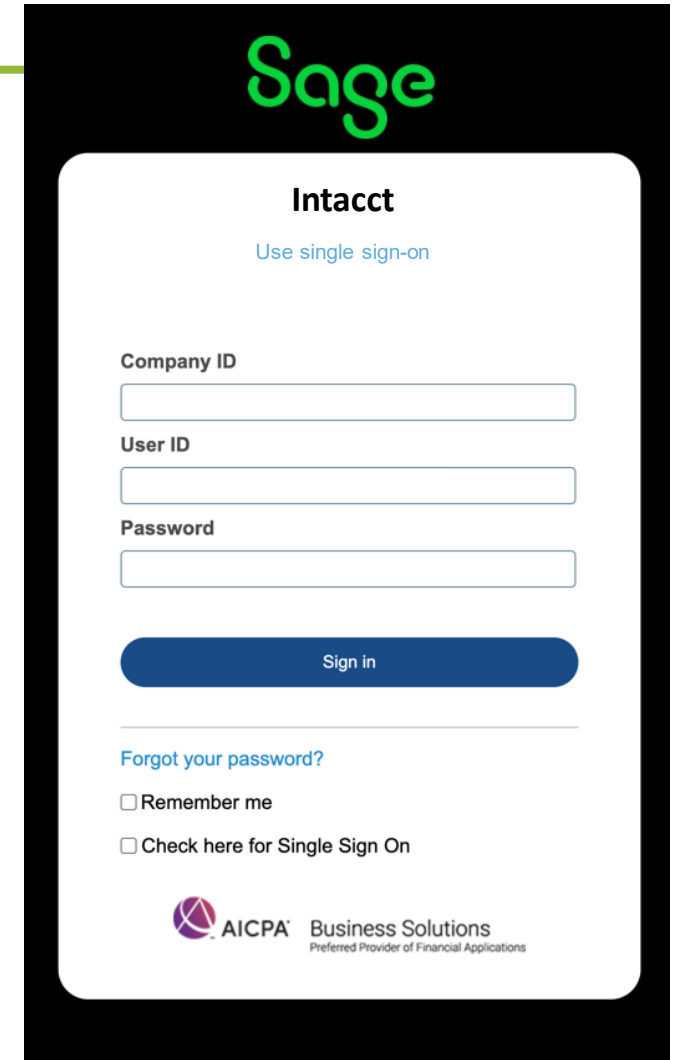 Sage
Intacct
Use single sign-on
Company ID
User ID
Password
Sign in
Forgot your password?
Remember me
Check here for Single Sign On
AICPA Business Solutions
Preferred Provider of Financial Applications